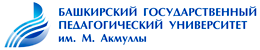 БАШКИРСКИЙ ГОСУДАРСТВЕННЫЙ
ПЕДАГОГИЧЕСКИЙ УНИВЕРСИТЕТ
им. М. Акмуллы